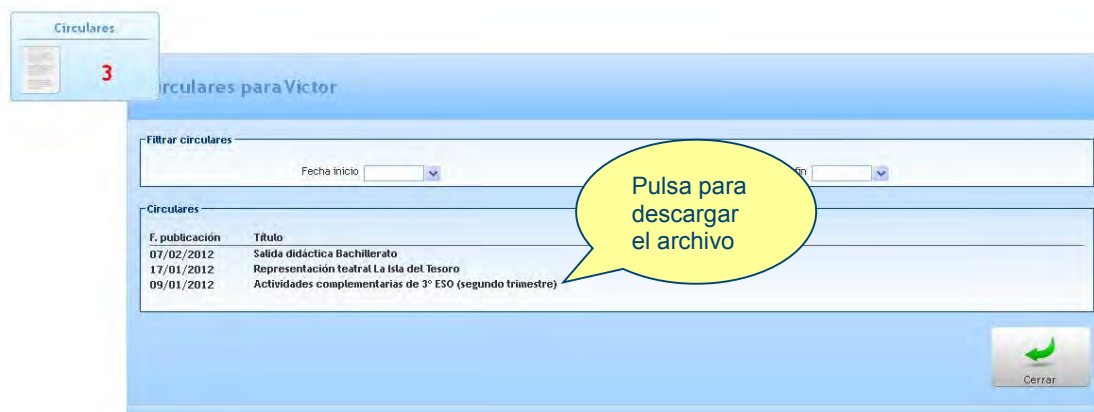 Circulares
3
rculares para Víctor
Filtrar circulares
Fecha inicio
fin
Pulsa para
descargar
el archivo
Circulares
F. publicación Título
07/02/2012 Salida didáctica Bachillerato
17/01/2012 Representación teatral La Isla del Tesoro
09/01/2012 Actividades complementarias de 3º ESO (segundo trimestre)
Cerrar